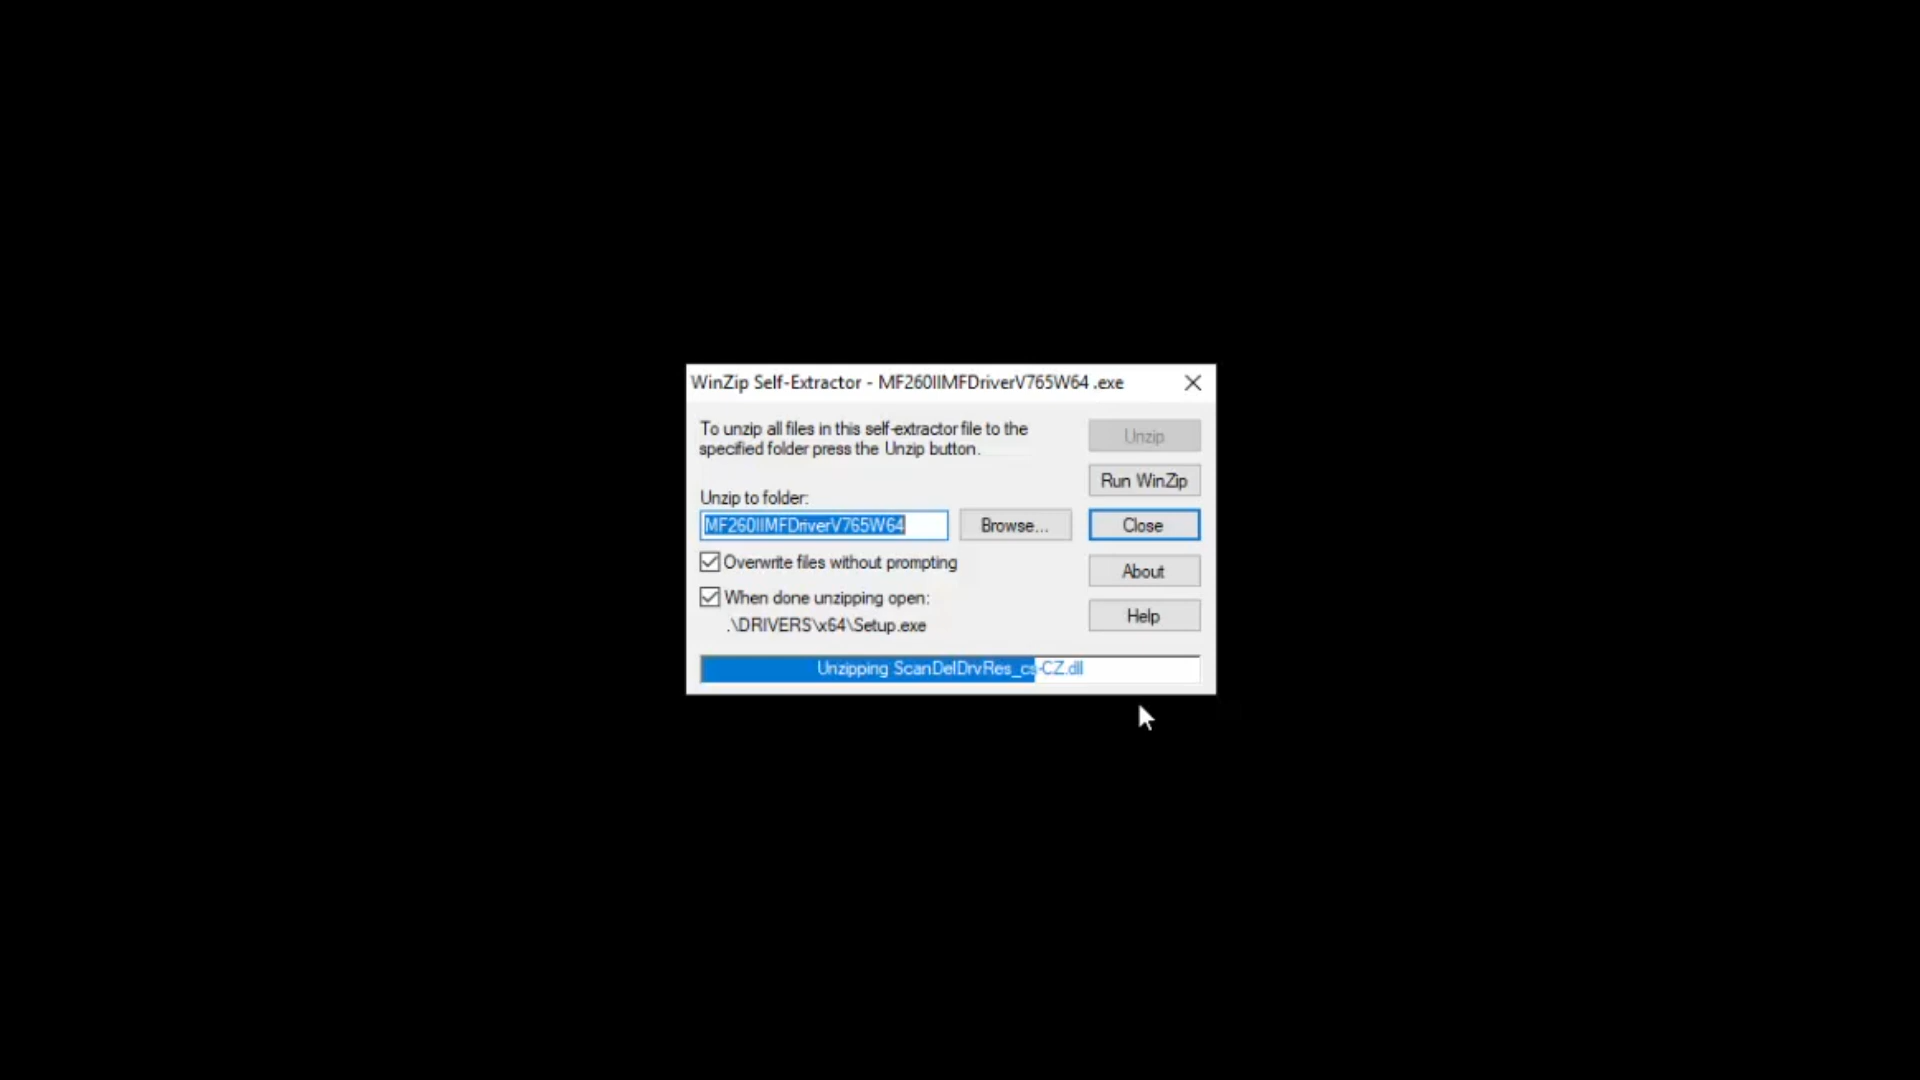 WinZip Self-Extractor - MF260IIMFDriverV765W64 .exe
To unzip all files in this self-extractor file to the
specified folder press the Unzip button.
Unzip
Run WinZip
Unzip to folder:
MF260IIMFDriverV765W64
Browse...
Close
Overwrite files without prompting
About
When done unzipping open:
.\DRIVERS\x64\Setup.exe
Help
Unzipping ScanDelDrvRes_cs-CZ.dll